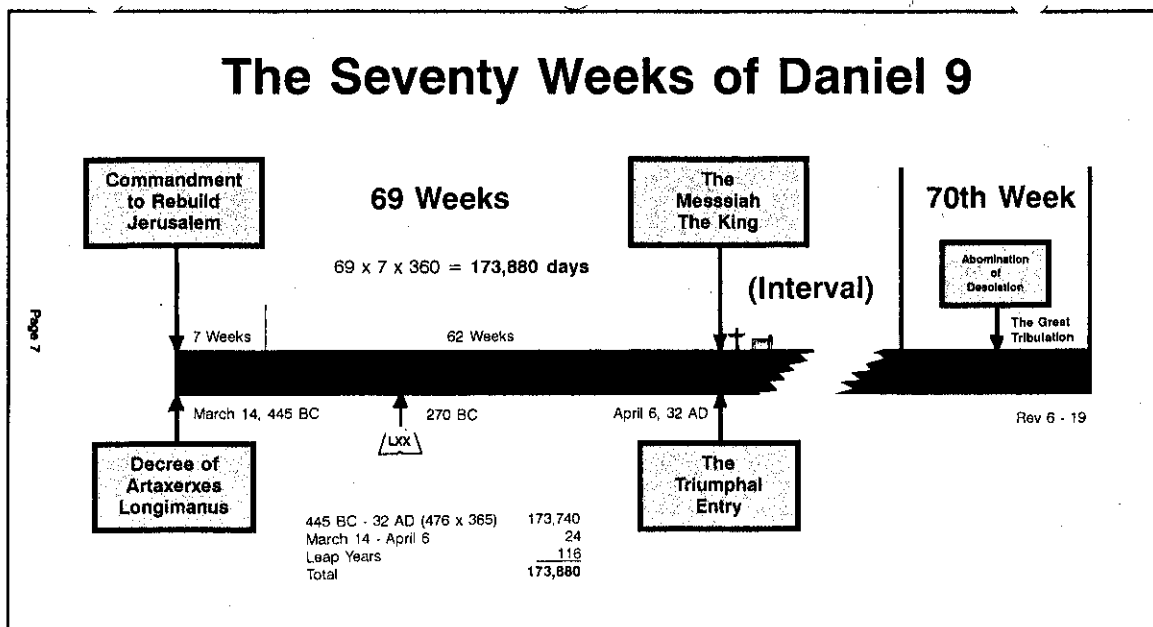 The Seventy Weeks of Daniel 9
Commandment
to Rebuild
Jerusalem
69 Weeks
69 x 7 x 360 = 173,880 days
The
Messsiah
The King
(Interval)
70th Week
Abomination
of
Desolation
The Great
Tribulation
7 Weeks
62 Weeks
March 14, 445 BC
270 BC
LXX
April 6, 32 AD
Rev 6 - 19
Decree of
Artaxerxes
Longimanus
The
Triumphal
Entry
445 BC - 32 AD (476 x 365) 173,740
March 14 - April 6 24
Leap Years 116
Total 173,880
Page 7